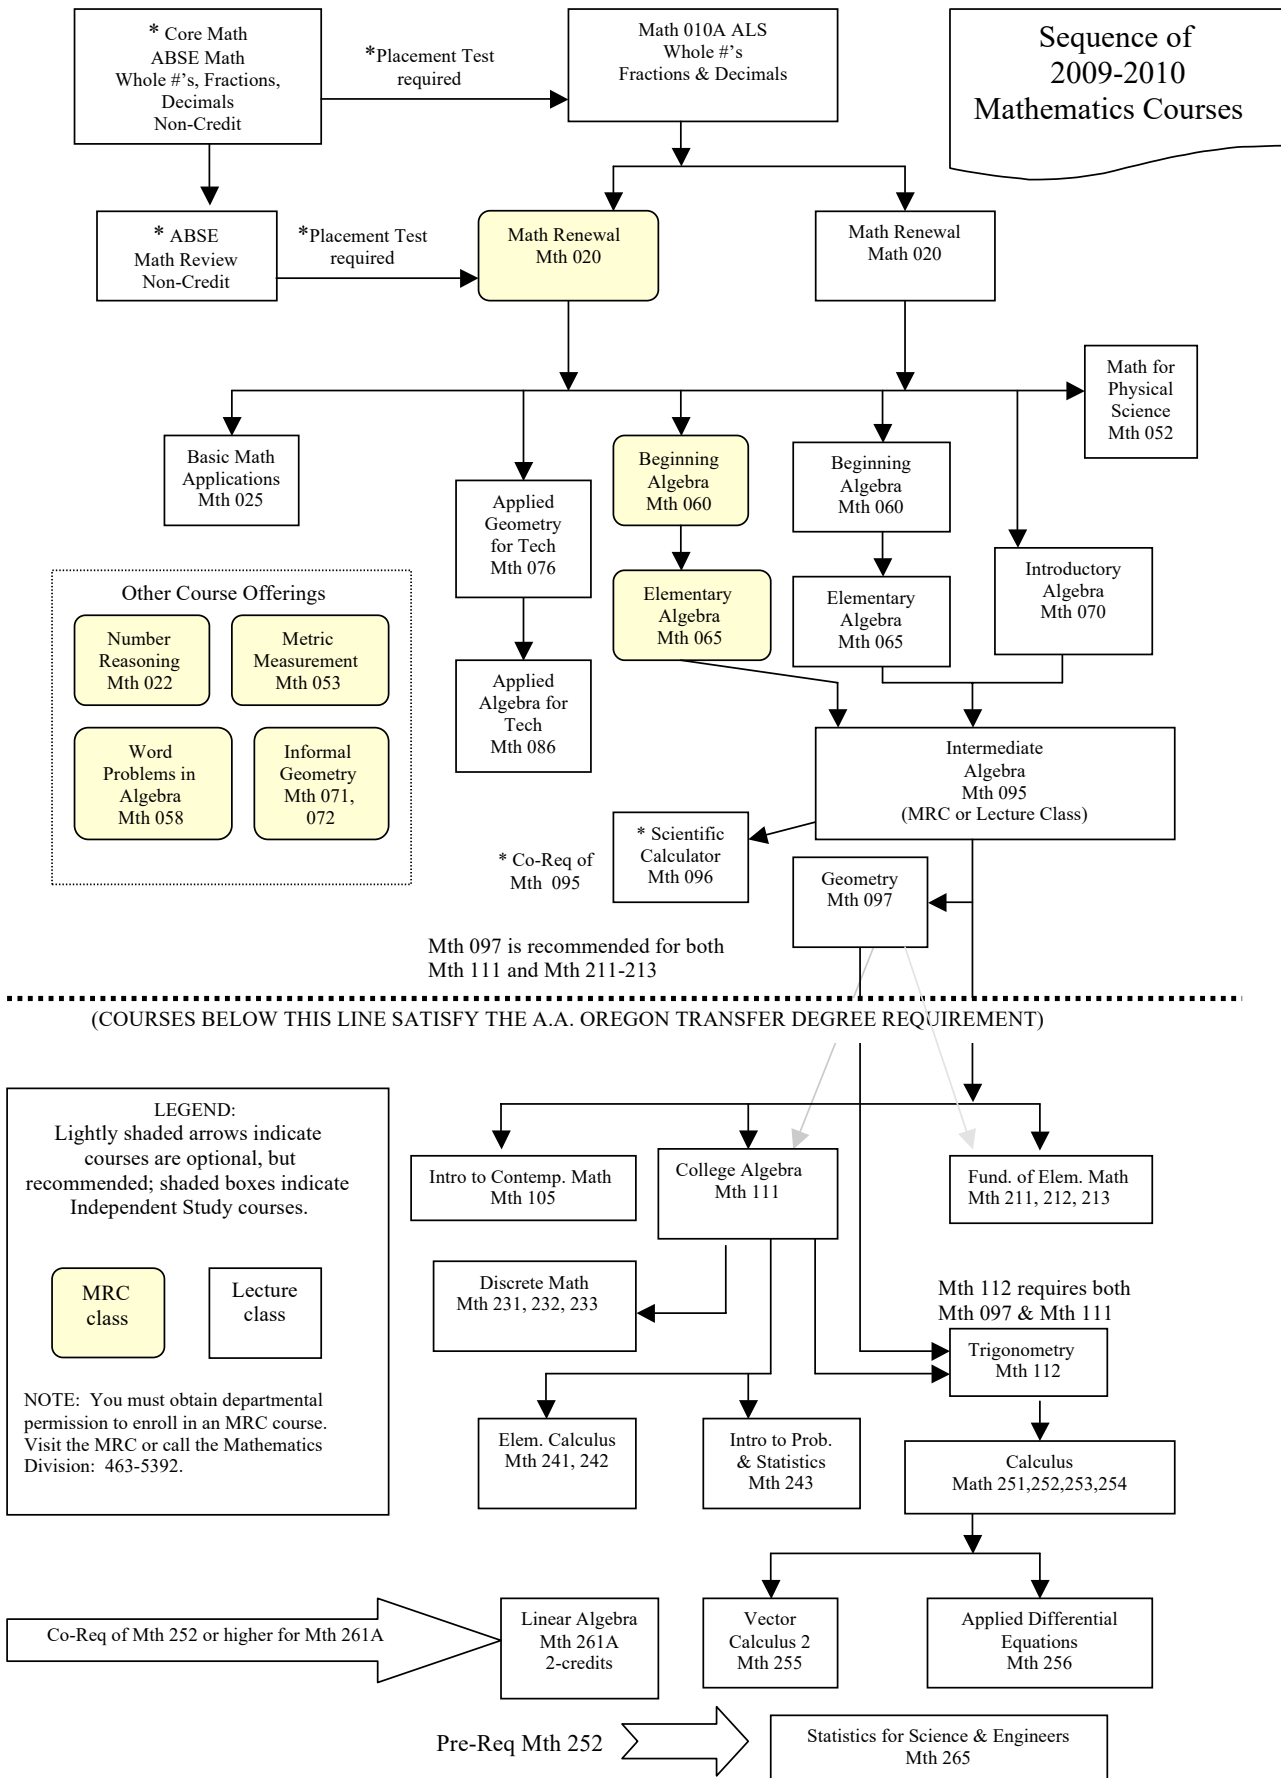 * Core Math
ABSE Math
Whole #'s, Fractions,
Decimals
Non-Credit
*Placement Test
required
Math 010A ALS
Whole #'s
Fractions & Decimals
Sequence of
2009-2010
Mathematics Courses
* ABSE
Math Review
Non-Credit
*Placement Test
required
Math Renewal
Mth 020
Math Renewal
Math 020
Math for
Physical
Science
Mth 052
Basic Math
Applications
Mth 025
Applied
Geometry
for Tech
Mth 076
Beginning
Algebra
Mth 060
Beginning
Algebra
Mth 060
Introductory
Algebra
Mth 070
Elementary
Algebra
Mth 065
Elementary
Algebra
Mth 065
Other Course Offerings
Number
Reasoning
Mth 022
Metric
Measurement
Mth 053
Word
Problems in
Algebra
Mth 058
Informal
Geometry
Mth 071,
072
Applied
Algebra for
Tech
Mth 086
Intermediate
Algebra
Mth 095
(MRC or Lecture Class)
* Co-Req of
Mth 095
* Scientific
Calculator
Mth 096
Geometry
Mth 097
Mth 097 is recommended for both
Mth 111 and Mth 211-213
(COURSES BELOW THIS LINE SATISFY THE A.A. OREGON TRANSFER DEGREE REQUIREMENT)
LEGEND:
Lightly shaded arrows indicate
courses are optional, but
recommended; shaded boxes indicate
Independent Study courses.
MRC
class
Lecture
class
NOTE: You must obtain departmental
permission to enroll in an MRC course.
Visit the MRC or call the Mathematics
Division: 463-5392.
Intro to Contemp. Math
Mth 105
College Algebra
Mth 111
Fund. of Elem. Math
Mth 211, 212, 213
Discrete Math
Mth 231, 232, 233
Mth 112 requires both
Mth 097 & Mth 111
Trigonometry
Mth 112
Elem. Calculus
Mth 241, 242
Intro to Prob.
& Statistics
Mth 243
Calculus
Math 251,252,253,254
Co-Req of Mth 252 or higher for Mth 261A
Linear Algebra
Mth 261A
2-credits
Vector
Calculus 2
Mth 255
Applied Differential
Equations
Mth 256
Pre-Req Mth 252
Statistics for Science & Engineers
Mth 265